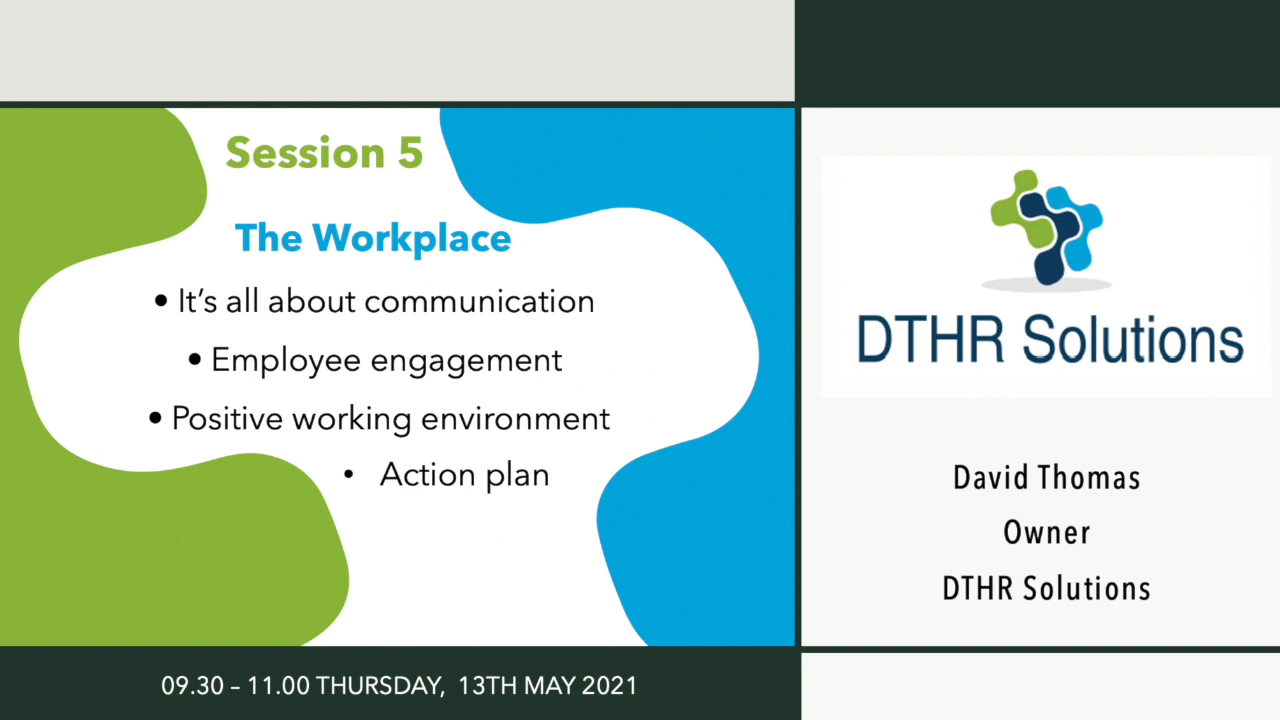 Session 5
The Workplace
• It's all about communication
• Employee engagement
• Positive working environment
• Action plan
09.30 – 11.00 THURSDAY, 13TH MAY 2021
DTHR Solutions
David Thomas
Owner
DTHR Solutions